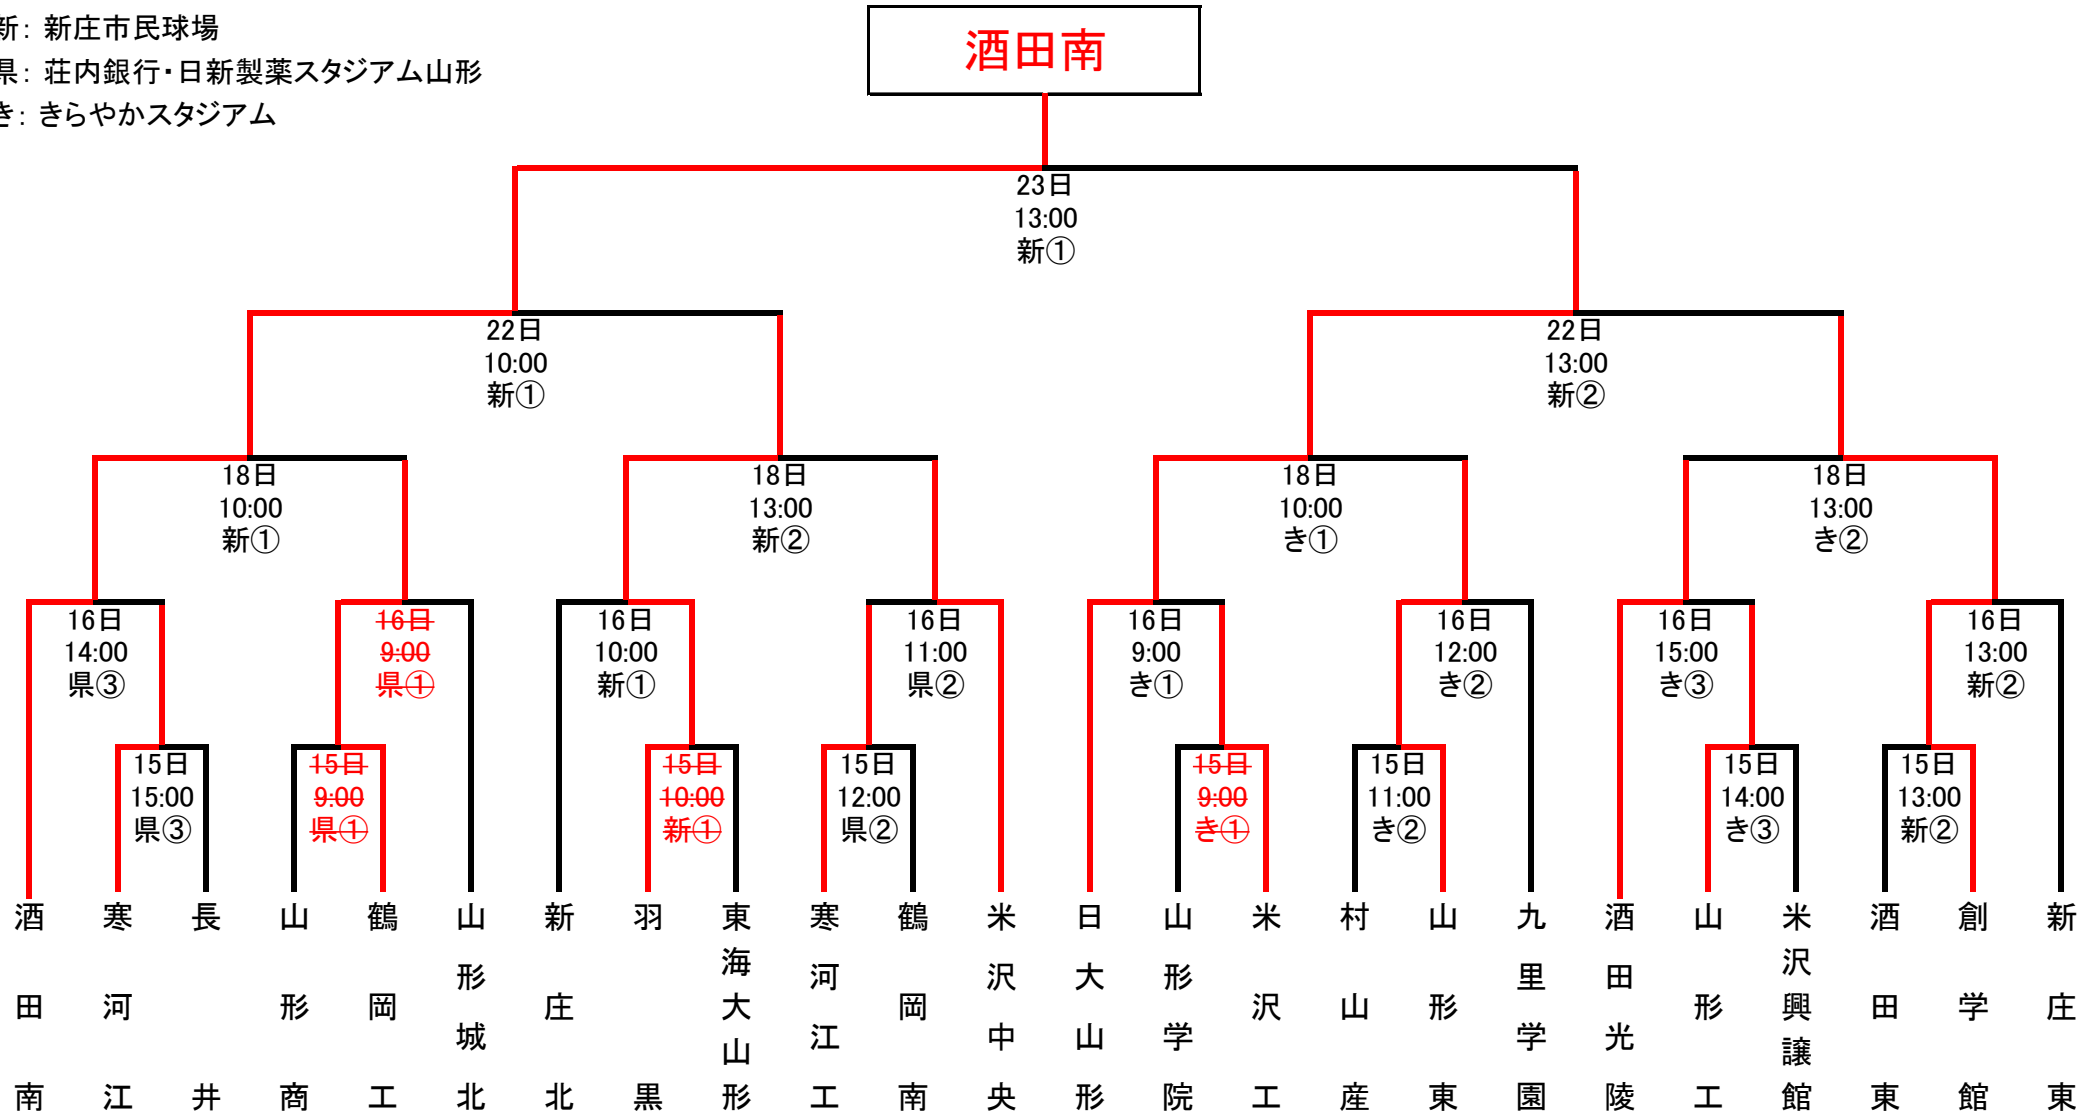 新：新庄市民球場
県：荘内銀行・日新製薬スタジアム山形
き：きらやかスタジアム
酒田南
23日
13:00
新①
22日
10:00
新①
22日
13:00
新②
18日
10:00
新①
18日
13:00
新②
18日
10:00
き①
18日
13:00
き②
16日
14:00
県③
16日
9:00
県①
16日
10:00
新①
16日
11:00
県②
16日
9:00
き①
16日
12:00
き②
16日
15:00
き③
16日
13:00
新②
15日
15:00
県③
15日
9:00
県①
15日
10:00
新①
15日
12:00
県②
15日
9:00
き①
15日
11:00
き②
15日
14:00
き③
15日
13:00
新②
酒田南
寒河江
長井
山形商
鶴岡工
山形城北
新庄北
羽黒
東海大山形
寒河江工
鶴岡南
米沢中央
日大山形
山形学院
米沢工
村山産
山形東
九里学園
酒田光陵
山形工
米沢興譲館
酒田東
創学館
新庄東